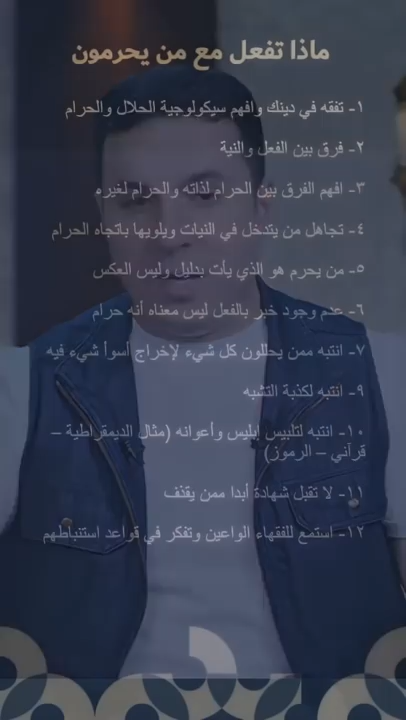 ماذا تفعل مع من يحرمون
١- تفقه في دينك وافهم سيكولوجية الحلال والحرام
٢- فرق بين الفعل والنية
٣- افهم الفرق بين الحرام لذاته والحرام لغيره
٤- تجاهل من يتدخل في النيات ويلويها باتجاه الحرام
٥- من يحرم هو الذي يأت بدليل وليس العكس
٦- عدم وجود خبر بالفعل ليس معناه أنه حرام
٧- انتبه ممن يحللون كل شيء لإخراج أسوأ شيء فيه
٩- انتبه لكذبة التشبه
١٠- انتبه لتلبيس إبليس وأعوانه (مثال الديمقراطية –
قرآني – الرموز)
١١- لا تقبل شهادة أبدا ممن يقذف
١٢- استمع للفقهاء الواعين وتفكر في قواعد استنباطهم